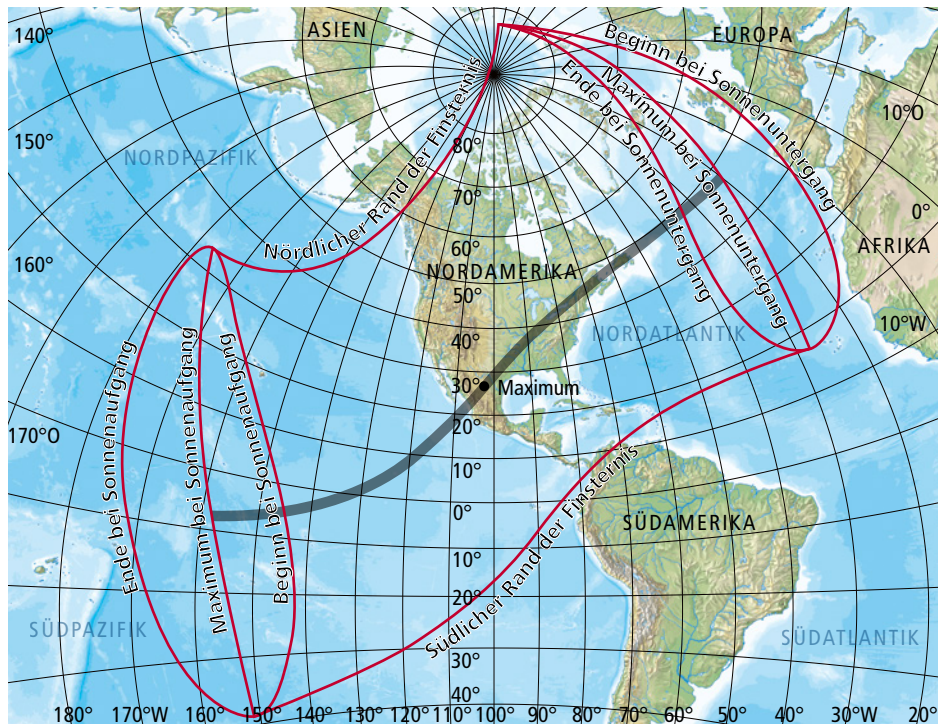 140°
ASIEN
EUROPA
Beginn bei Sonnenuntergang
Maximum bei Sonnenuntergang
Ende bei Sonnenuntergang
Nördlicher Rand der Finsternis
10°O
150°
NORDPAZIFIK
80°
70°
0°
AFRIKA
160°
60°
NORDAMERIKA
50°
10°W
NORDATLANTIK
40°
30°
Maximum
20°
170°O
10°
Ende bei Sonnenaufgang
Maximum bei Sonnenaufgang
Beginn bei Sonnenaufgang
0°
SÜDAMERIKA
10°
Südlicher Rand der Finsternis
20°
SÜDPAZIFIK
SÜDATLANTIK
30°
40°
180° 170°W 160° 150° 140° 130° 120° 110° 100° 90° 80° 70° 60° 50° 40° 30°W 20°